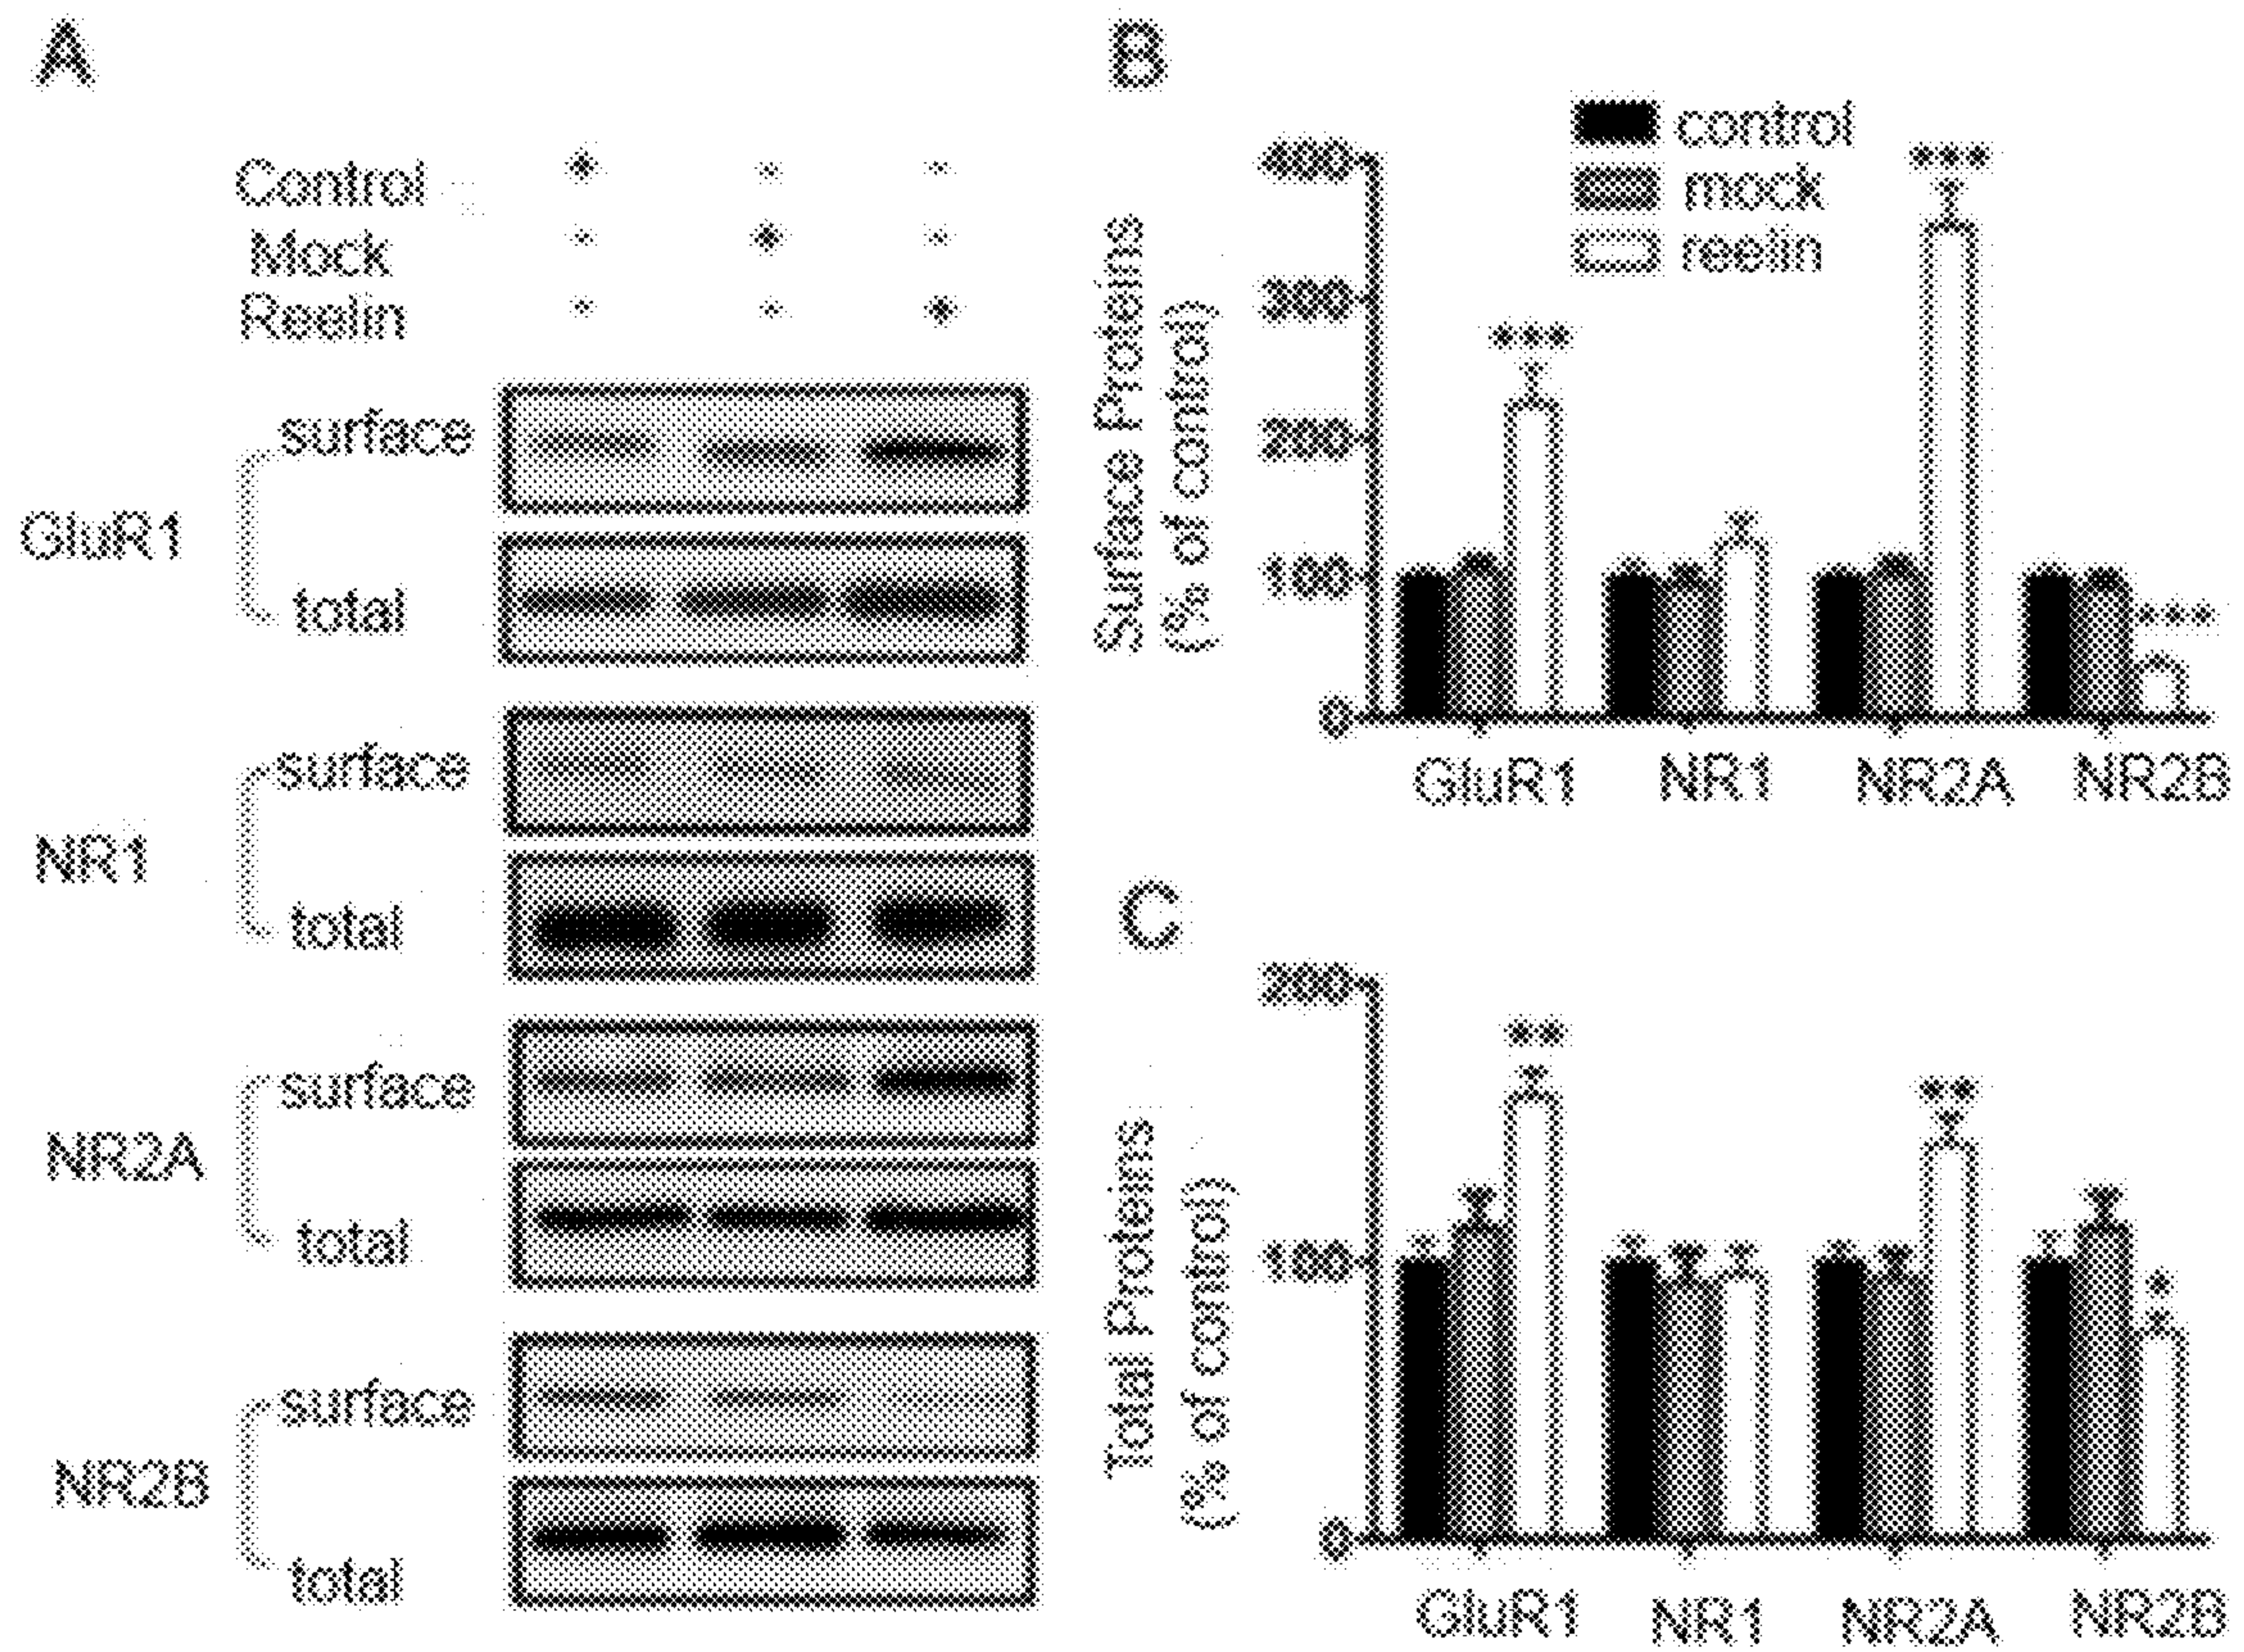 A
Control + - -
Mock - + -
Reelin - - +
GluR1
surface
total
NR1
surface
total
NR2A
surface
total
NR2B
surface
total
B
control
mock
reelin
Surface Proteins
(% of control)
400
300
200
100
0
***
***
***
GluR1 NR1 NR2A NR2B
C
Total Proteins
(% of control)
200
100
0
**
**
*
GluR1 NR1 NR2A NR2B